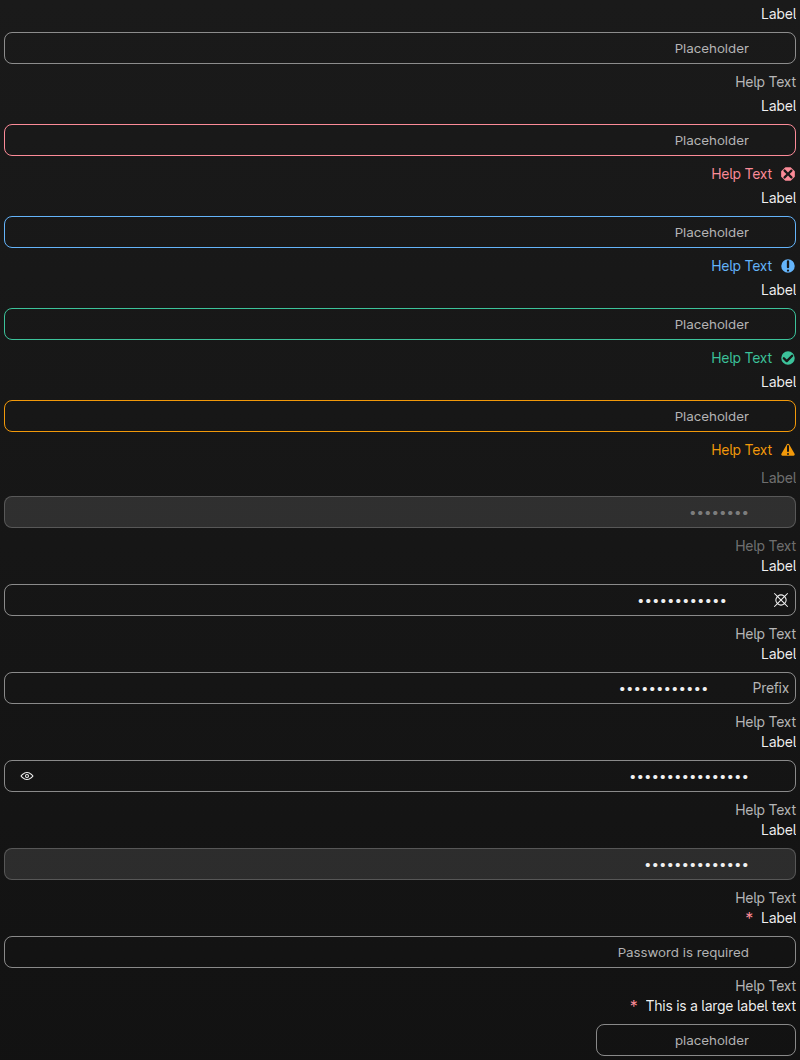 Label
Placeholder
Help Text
Label
Placeholder
Help Text
Label
Placeholder
Help Text
Label
Placeholder
Help Text
Label
Placeholder
Help Text
Label
••••••••
Help Text
Label
••••••••••••
Help Text
Label
Prefix ••••••••••••
Help Text
Label
••••••••••••••••
Help Text
Label
••••••••••••••
Help Text
Label *
Password is required
Help Text
This is a large label text *
placeholder